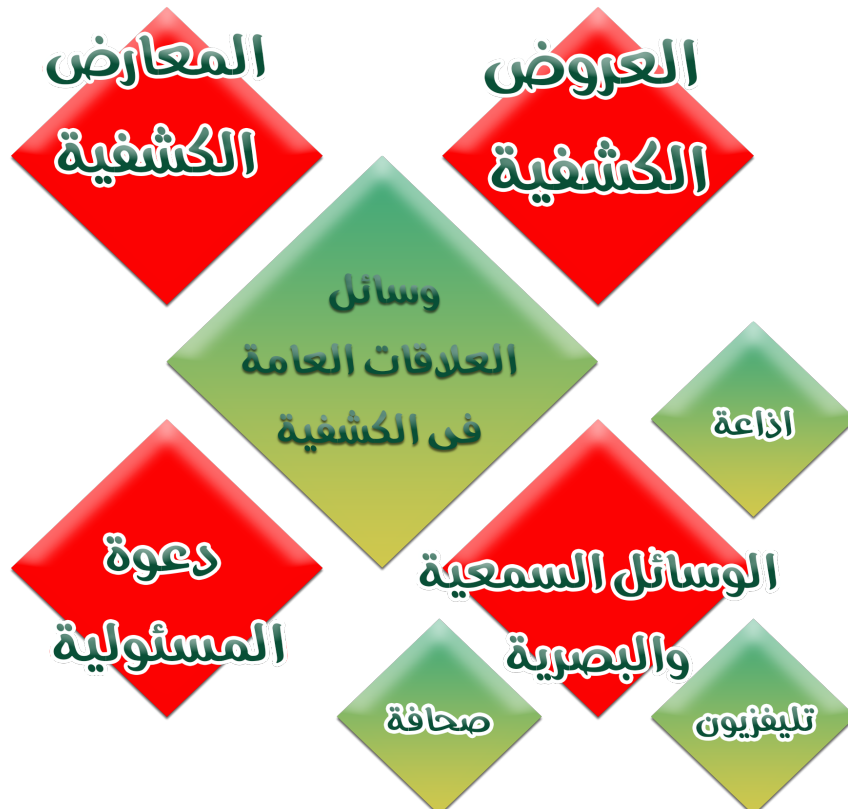 العروض
الكشفية
المعارض
الكشفية
وسائل
العلاقات العامة
فى الكشفية
اذاعة
الوسائل السمعية
والبصرية
دعوة
المسئولية
تليفزيون
صحافة